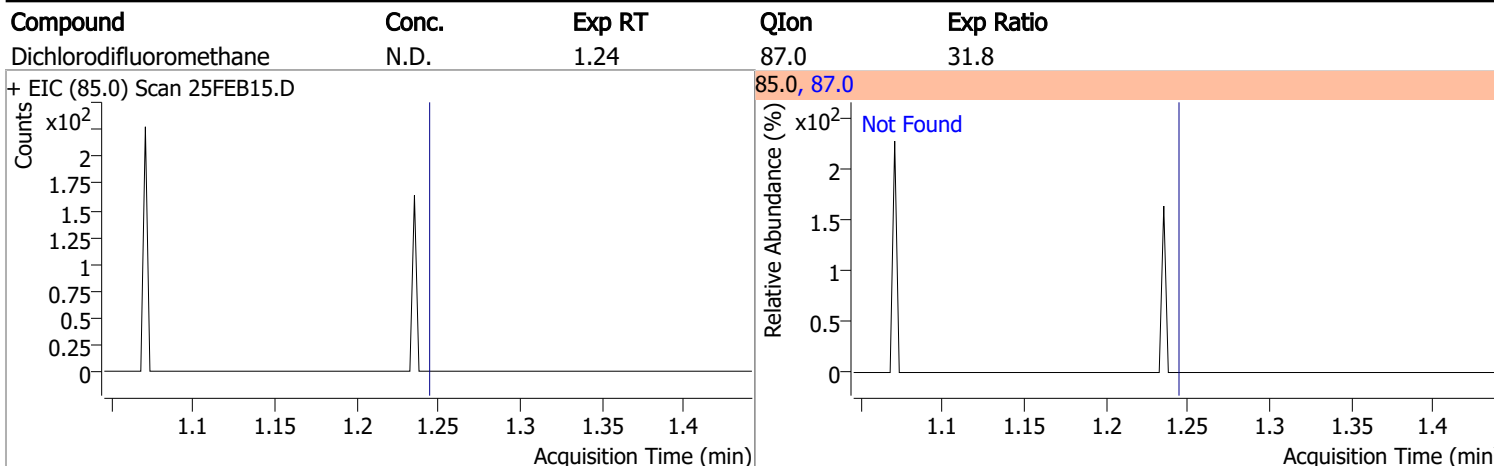 Compound Conc. Exp RT QIon Exp Ratio
Dichlorodifluoromethane N.D. 1.24 87.0 31.8
+ EIC (85.0) Scan 25FEB15.D
Counts
x10²
2
1.75
1.5
1.25
1
0.75
0.5
0.25
0
1.1 1.15 1.2 1.25 1.3 1.35 1.4
Acquisition Time (min)
85.0, 87.0
Relative Abundance (%)
x10²
Not Found
2
1.5
1
0.5
0
1.1 1.15 1.2 1.25 1.3 1.35 1.4
Acquisition Time (min